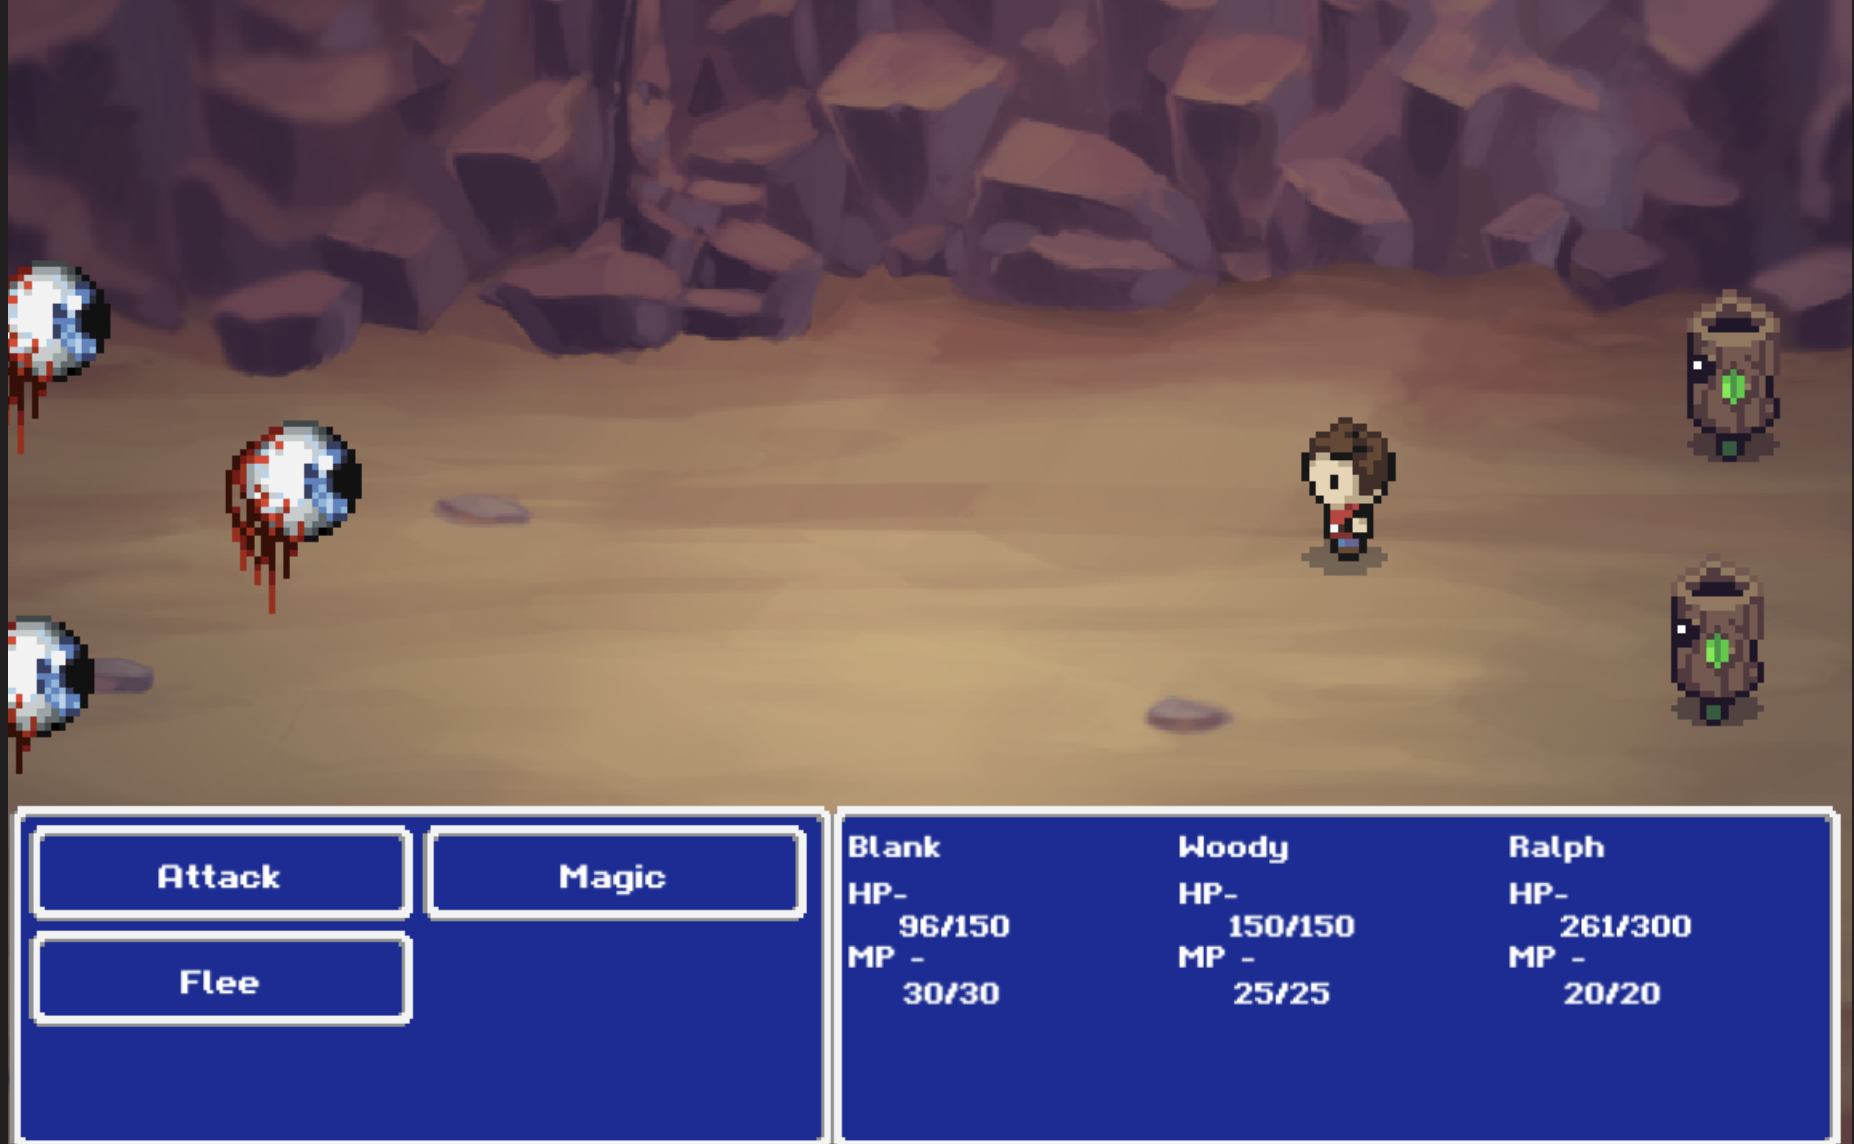 Attack
Magic
Flee
Blank
HP-
96/150
MP -
30/30
Woody
HP-
150/150
MP -
25/25
Ralph
HP-
261/300
MP -
20/20